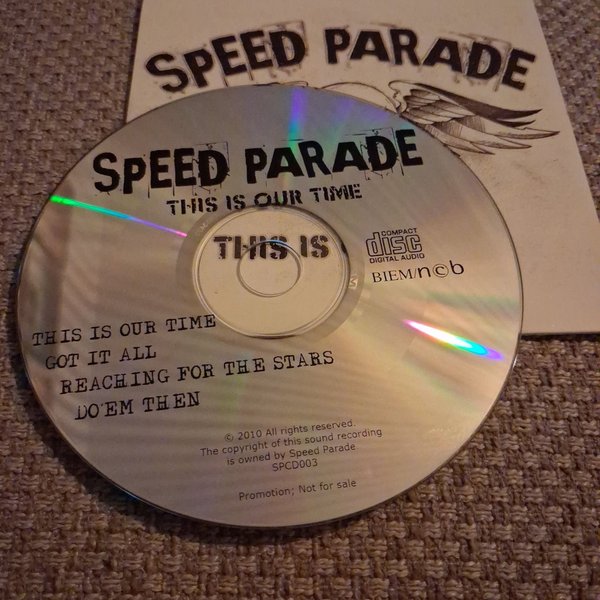 SPEED PARADE
SPEED PARADE
THIS IS OUR TIME
THIS IS
COMPACT
disc
DIGITAL AUDIO
BIEM/n©b
THIS IS OUR TIME
GOT IT ALL
REACHING FOR THE STARS
DO'EM THEN
© 2010 All rights reserved.
The copyright of this sound recording
is owned by Speed Parade
SPCD003
Promotion; Not for sale